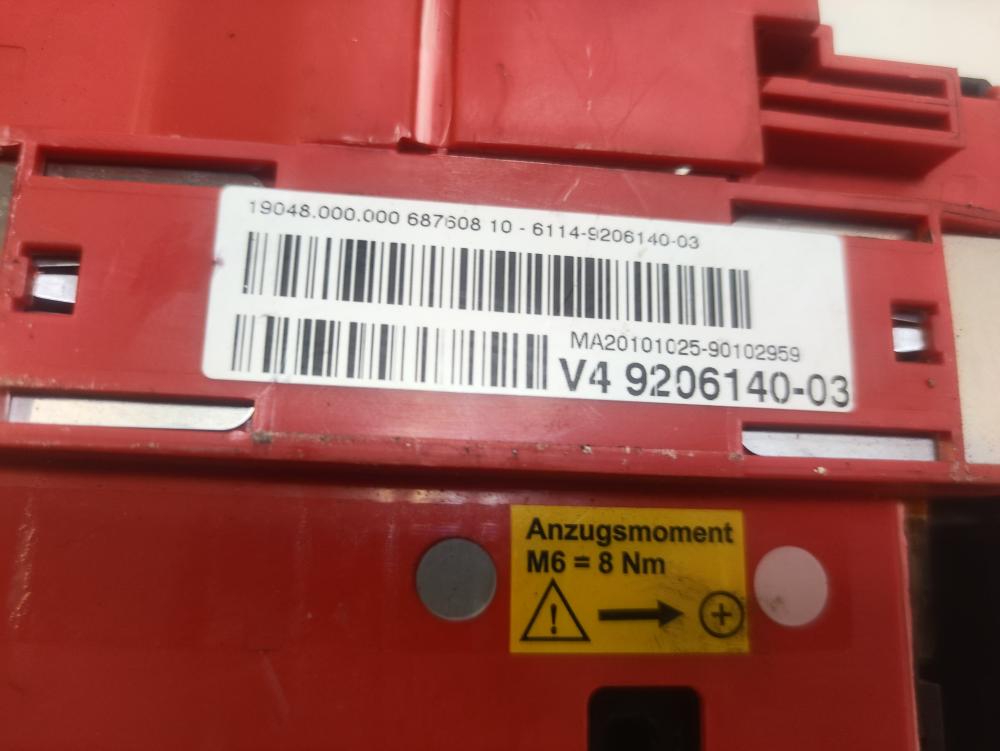 19048.000.000 687608 10 - 6114-9206140-03
MA20101025-90102959
V4 9206140-03
Anzugsmoment
M6 = 8 Nm